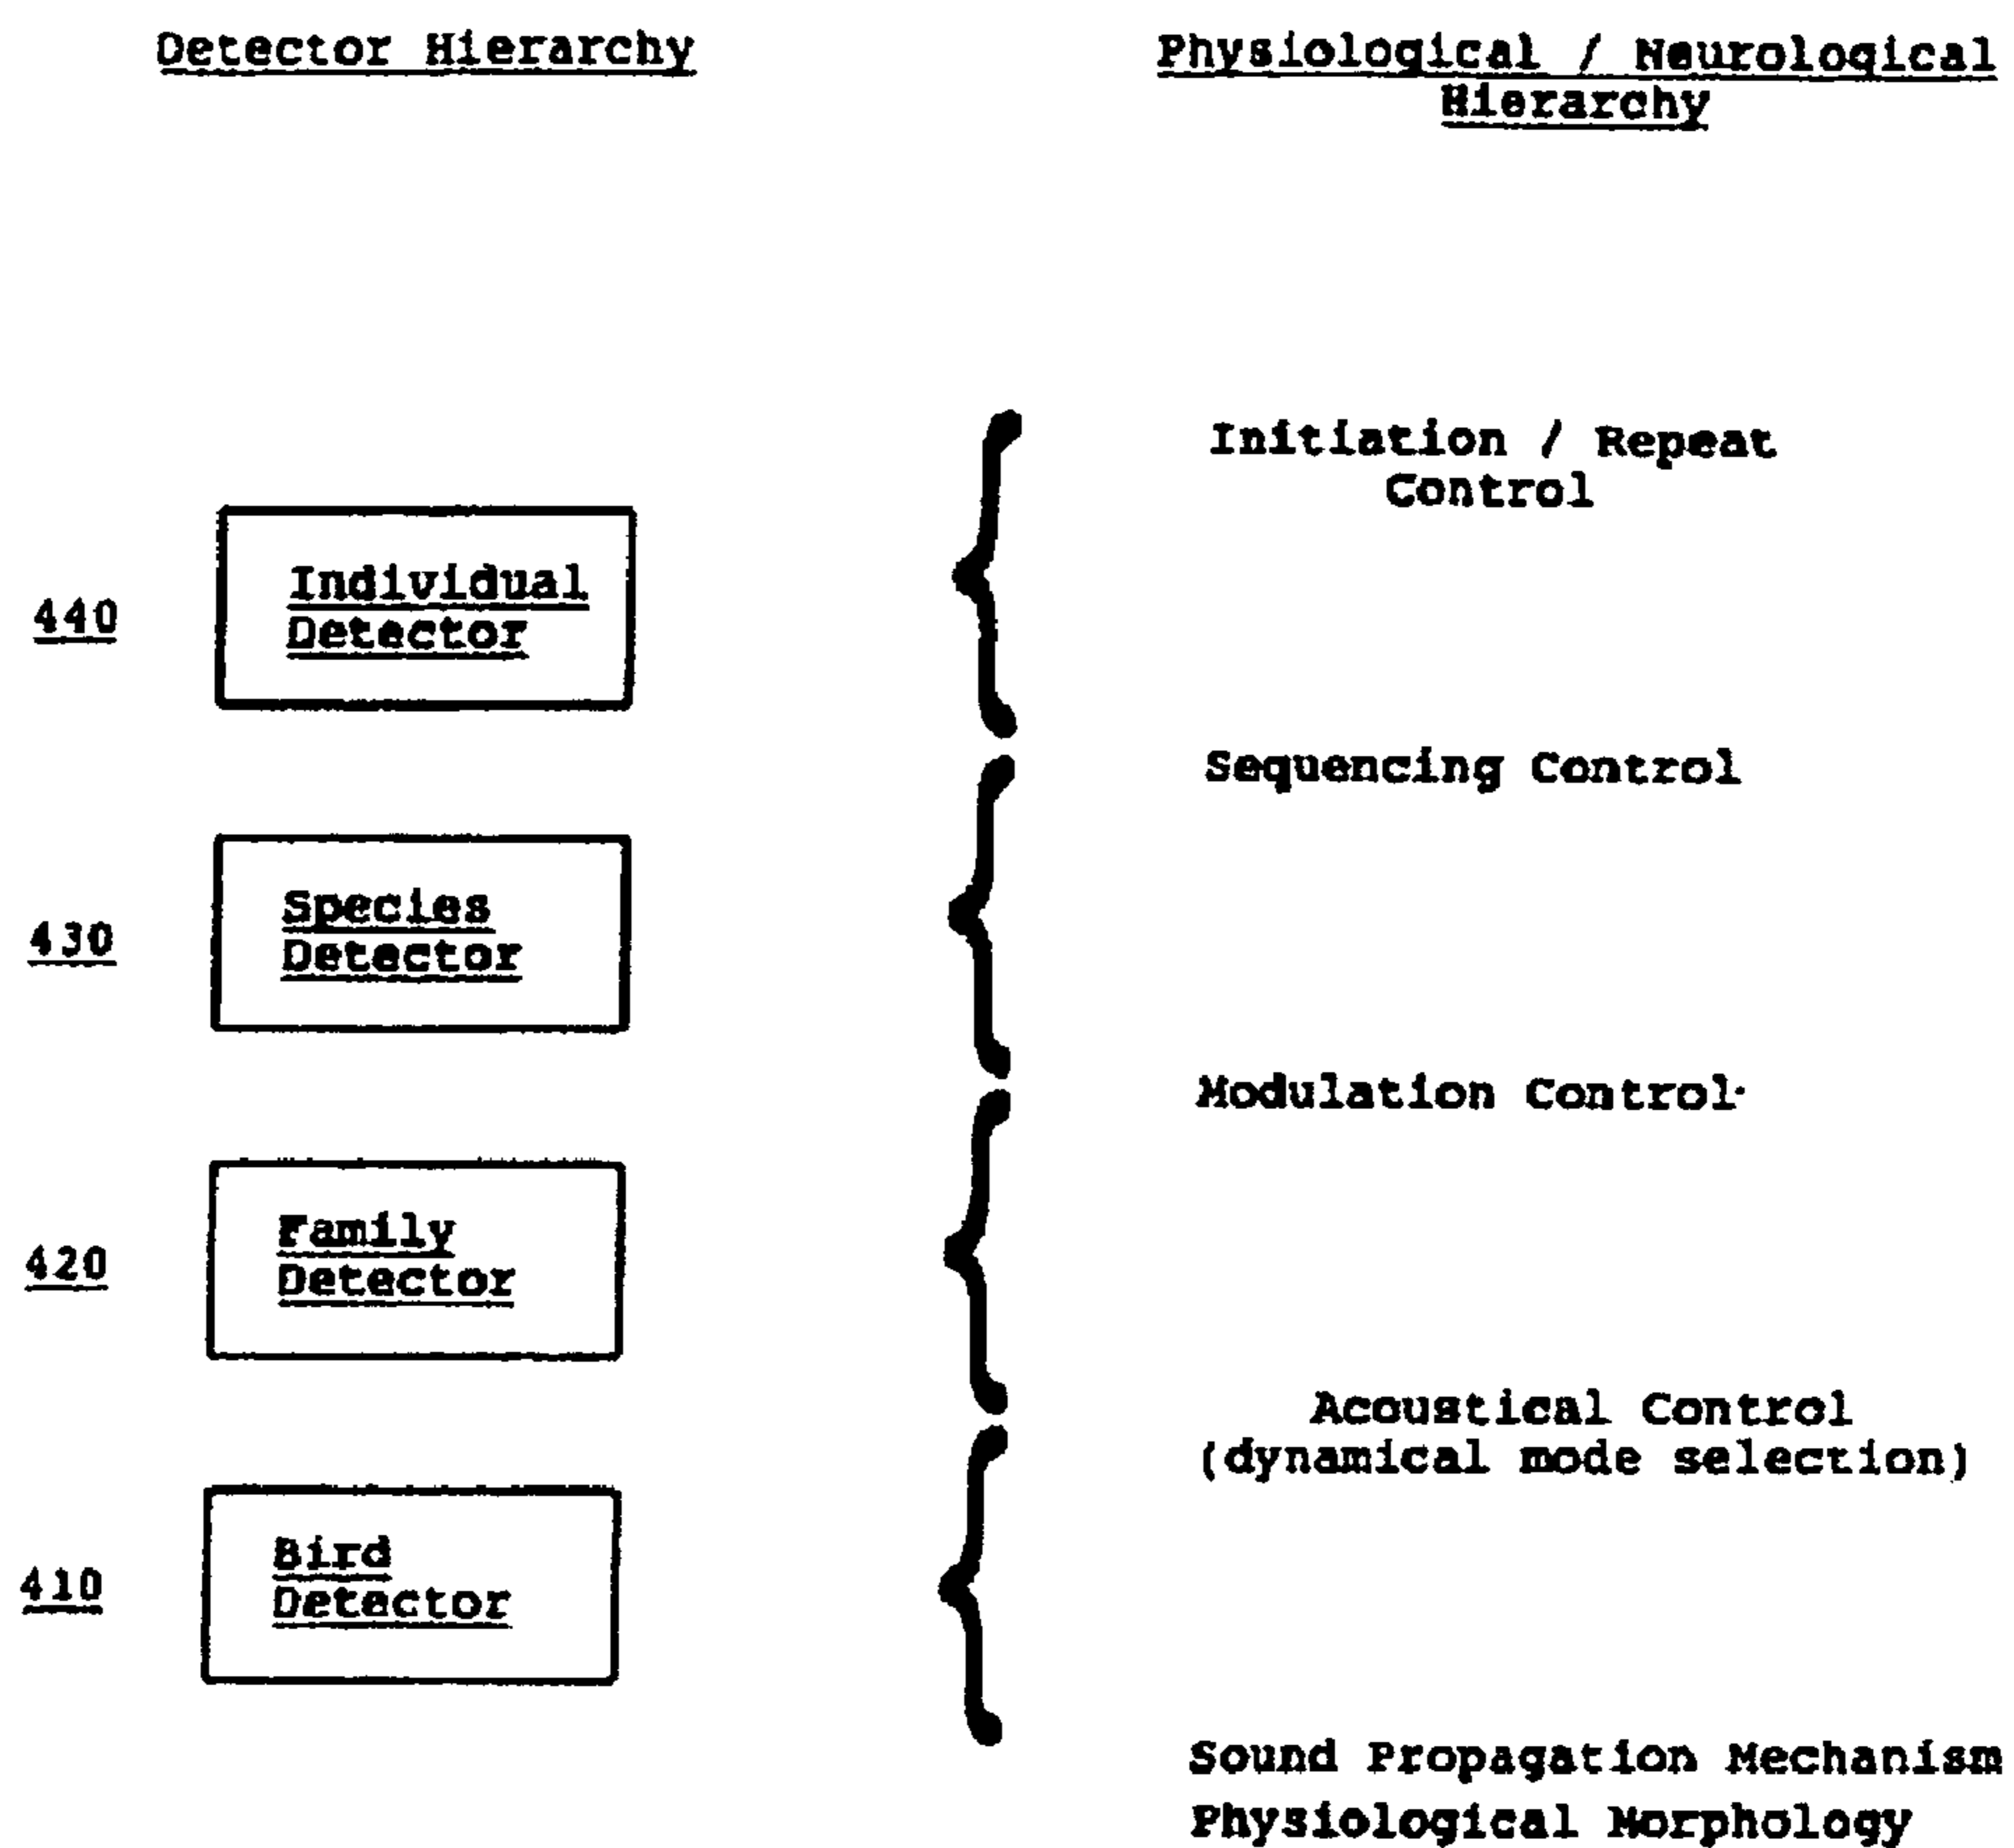 Detector Hierarchy
Physiological / Neurological
Hierarchy
Initiation / Repeat
Control
440
Individual
Detector
Sequencing Control
430
Species
Detector
Modulation Control
420
Family
Detector
Acoustical Control
(dynamical mode selection)
410
Bird
Detector
Sound Propagation Mechanism
Physiological Morphology